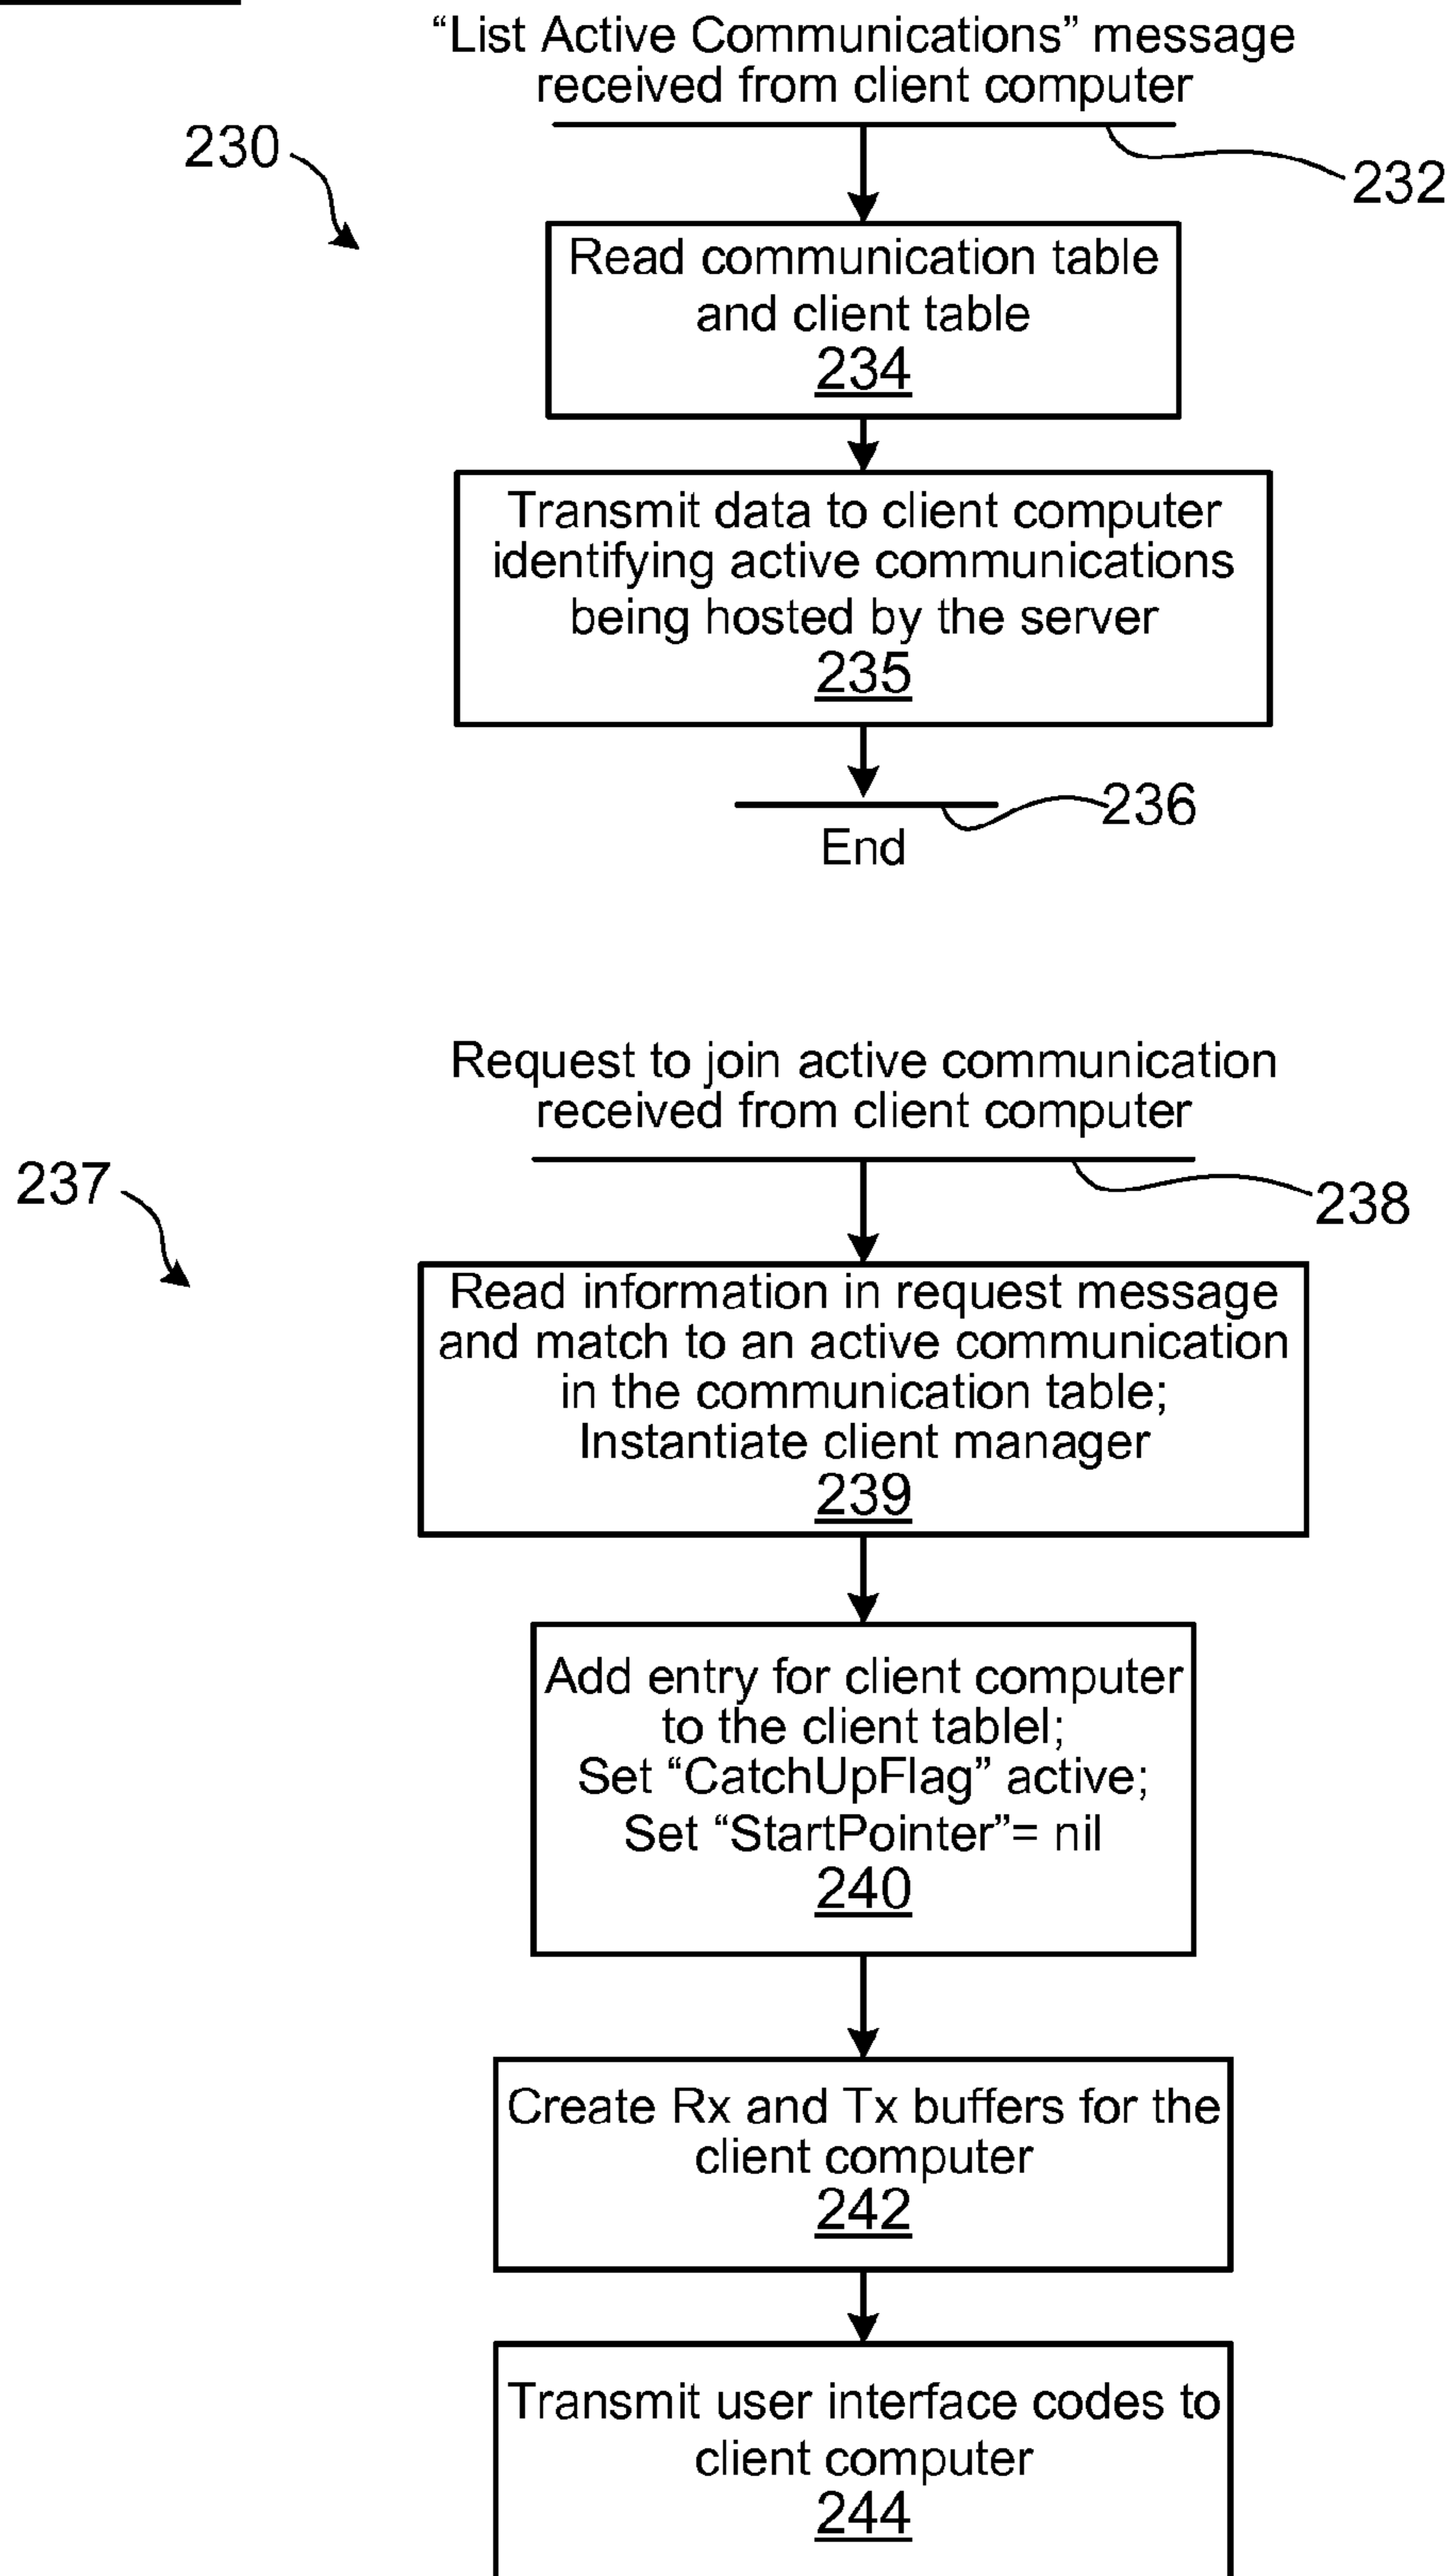 “List Active Communications” message
received from client computer
230
232
Read communication table
and client table
234
Transmit data to client computer
identifying active communications
being hosted by the server
235
236
End
Request to join active communication
received from client computer
237
238
Read information in request message
and match to an active communication
in the communication table;
Instantiate client manager
239
Add entry for client computer
to the client tablel;
Set “CatchUpFlag” active;
Set “StartPointer”= nil
240
Create Rx and Tx buffers for the
client computer
242
Transmit user interface codes to
client computer
244